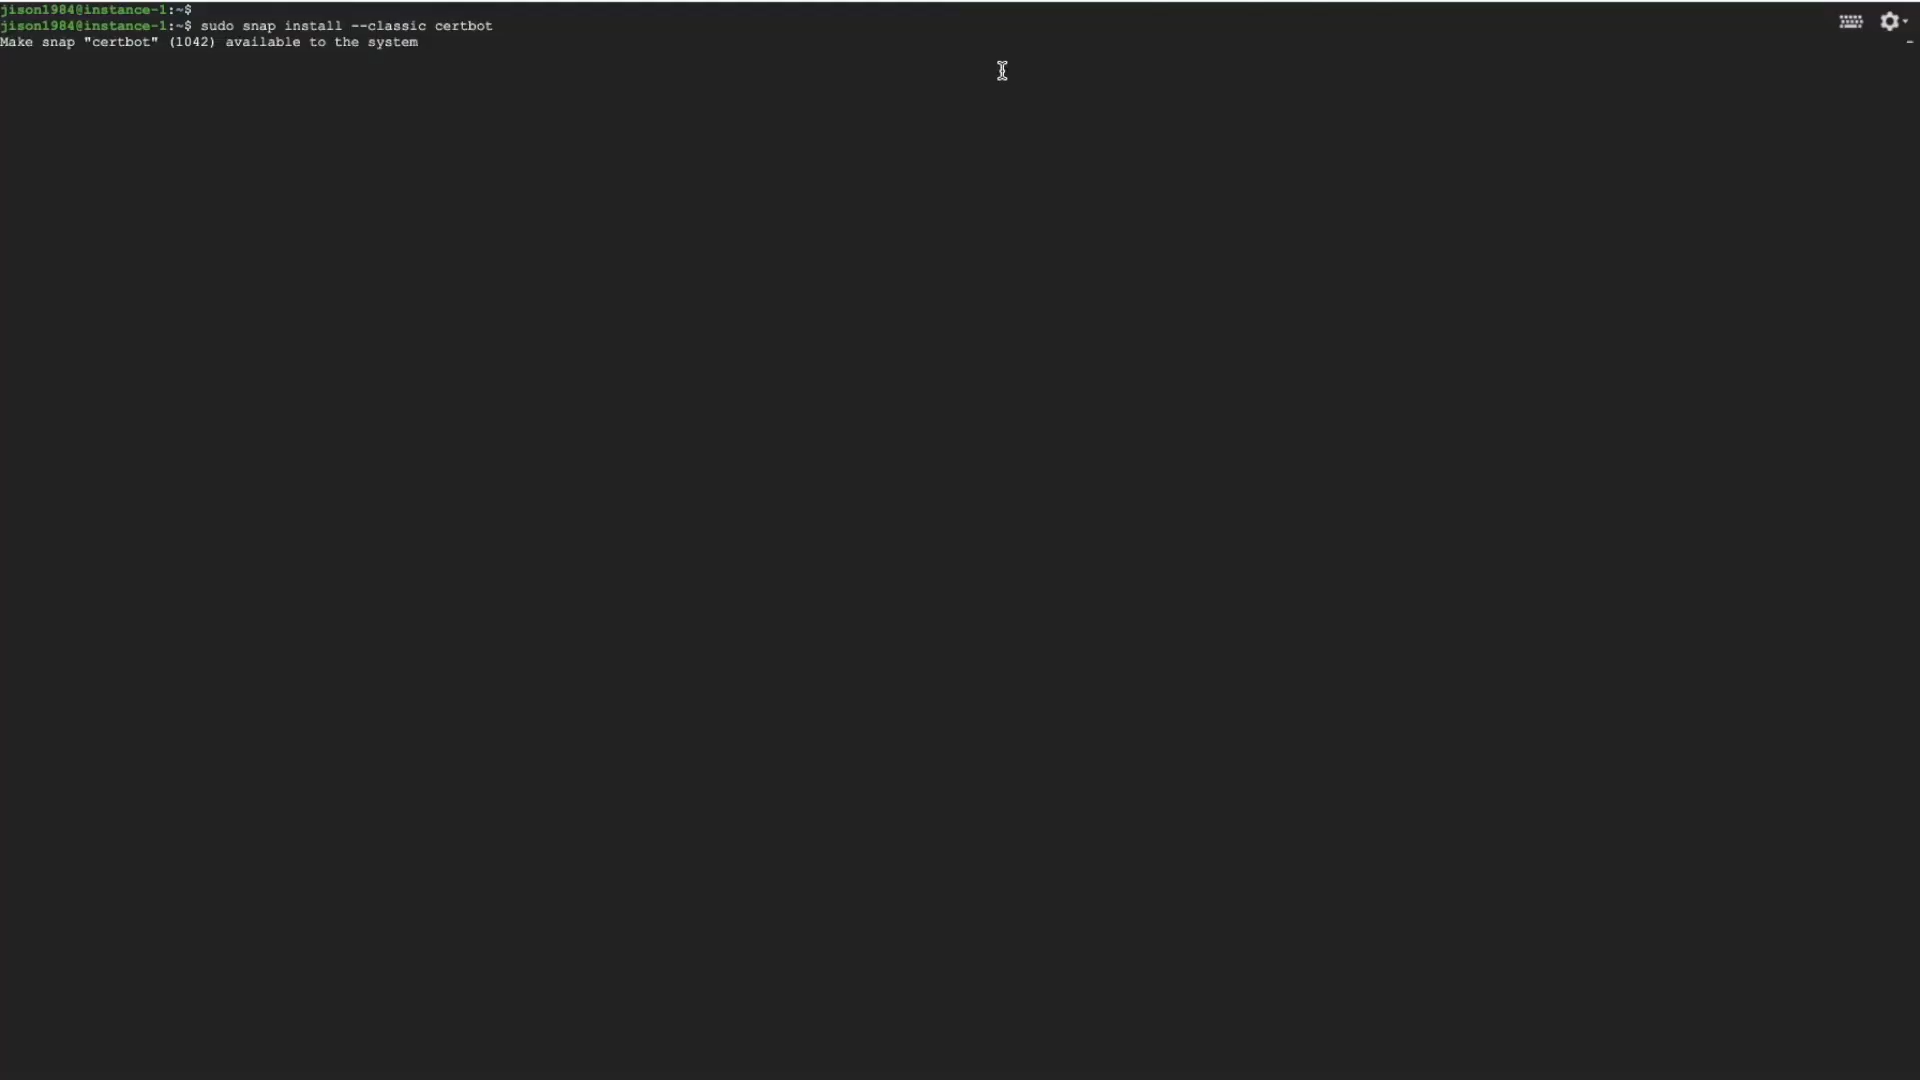 jison1984@instance-1:~$
jison1984@instance-1:~$ sudo snap install --classic certbot
Make snap "certbot" (1042) available to the system
-